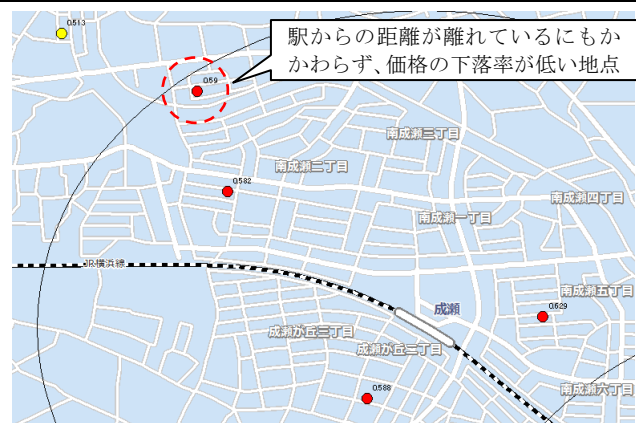 0.513
駅からの距離が離れているにもか
かわらず、価格の下落率が低い地点
0.59
南成瀬三丁目
南成瀬二丁目
0.582
南成瀬四丁目
南成瀬一丁目
JR横浜線
南成瀬五丁目
成瀬
0.629
成瀬が丘三丁目
成瀬が丘二丁目
0.588
南成瀬六丁目